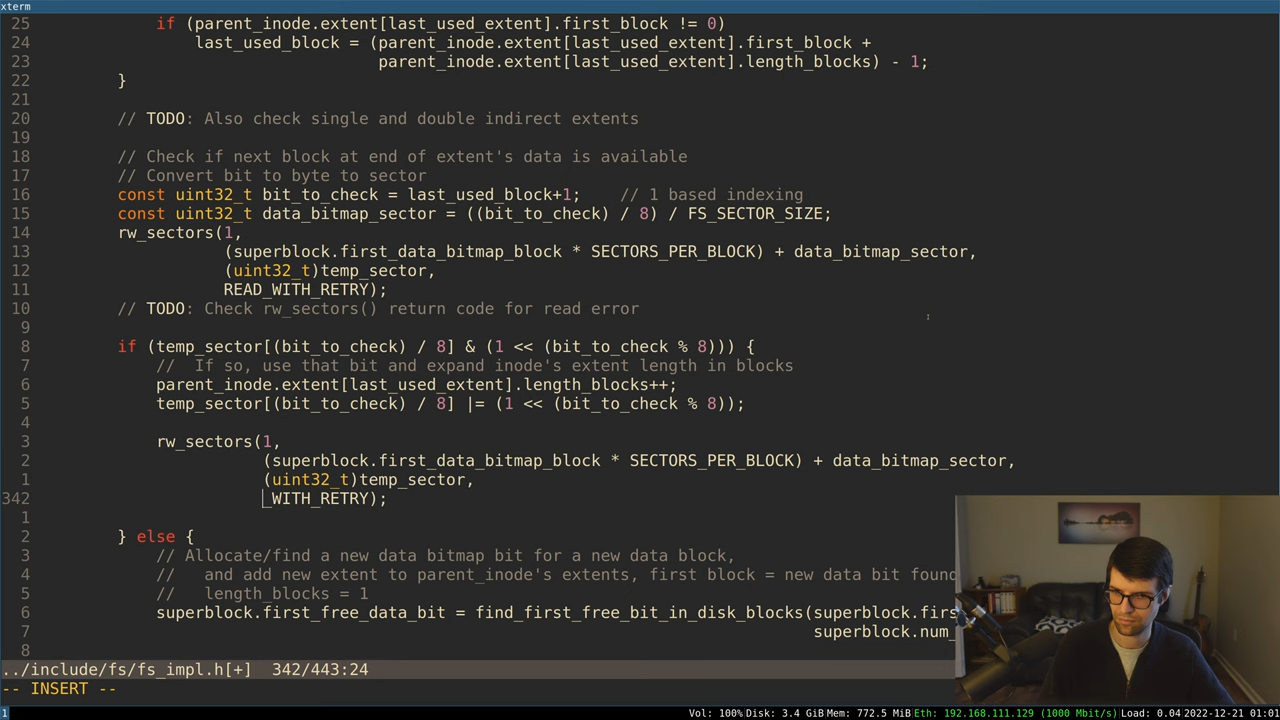 xterm
25             if (parent_inode.extent[last_used_extent].first_block != 0)
24                 last_used_block = (parent_inode.extent[last_used_extent].first_block +
23                                    parent_inode.extent[last_used_extent].length_blocks) - 1;
22         }
21
20         // TODO: Also check single and double indirect extents
19
18         // Check if next block at end of extent's data is available
17         // Convert bit to byte to sector
16         const uint32_t bit_to_check = last_used_block+1;    // 1 based indexing
15         const uint32_t data_bitmap_sector = ((bit_to_check) / 8) / FS_SECTOR_SIZE;
14         rw_sectors(1,
13                    (superblock.first_data_bitmap_block * SECTORS_PER_BLOCK) + data_bitmap_sector,
12                    (uint32_t)temp_sector,
11                    READ_WITH_RETRY);
10         // TODO: Check rw_sectors() return code for read error
9
8         if (temp_sector[(bit_to_check) / 8] & (1 << (bit_to_check % 8))) {
7             //  If so, use that bit and expand inode's extent length in blocks
6             parent_inode.extent[last_used_extent].length_blocks++;
5             temp_sector[(bit_to_check) / 8] |= (1 << (bit_to_check % 8));
4
3             rw_sectors(1,
2                        (superblock.first_data_bitmap_block * SECTORS_PER_BLOCK) + data_bitmap_sector,
1                        (uint32_t)temp_sector,
342                        _WITH_RETRY);
1
2         } else {
3             // Allocate/find a new data bitmap bit for a new data block,
4             //   and add new extent to parent_inode's extents, first block = new data bit foun
5             //   length_blocks = 1
6             superblock.first_free_data_bit = find_first_free_bit_in_disk_blocks(superblock.firs
7                                                                                 superblock.num_
8
../include/fs/fs_impl.h[+]  342/443:24
-- INSERT --
1 Vol: 100% Disk: 3.4 GiB Mem: 772.5 MiB Eth: 192.168.111.129 (1000 Mbit/s) Load: 0.04 2022-12-21 01:01